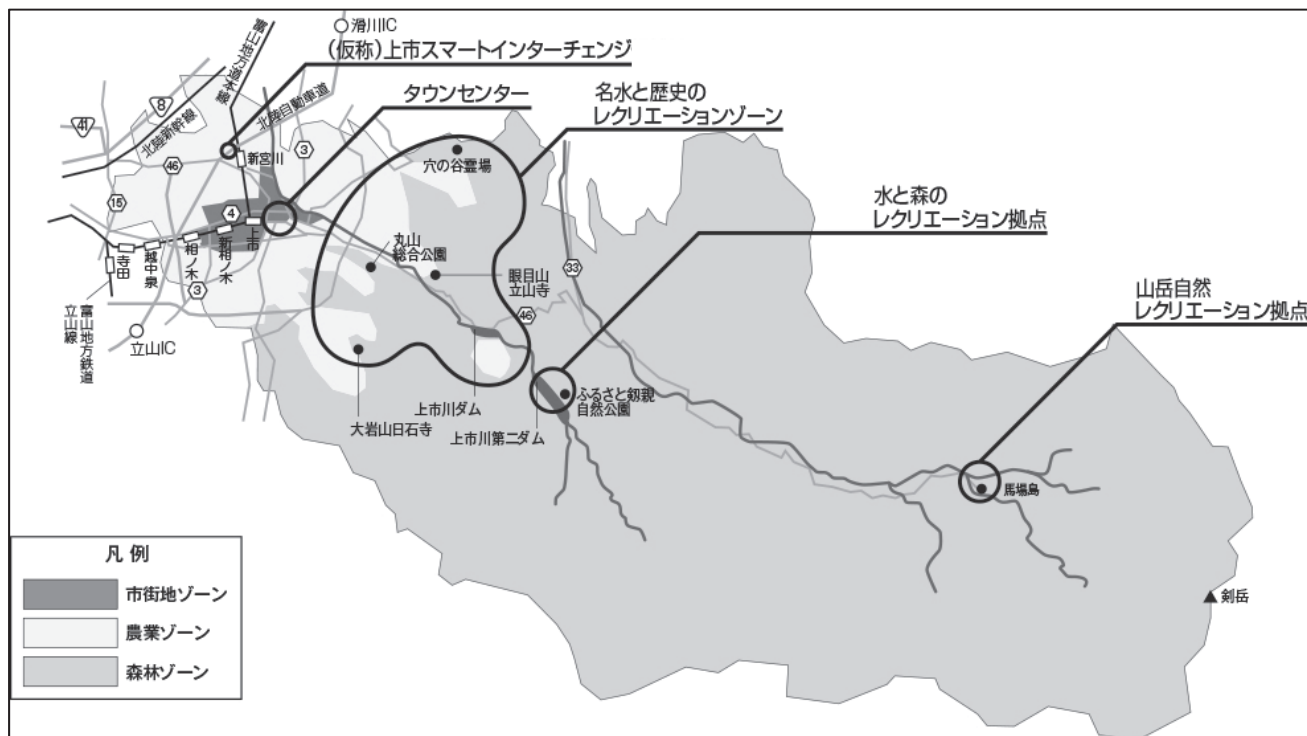 滑川IC
(仮称)上市スマートインターチェンジ
富山地方道本線
北陸自動車道
タウンセンター
名水と歴史の
レクリエーションゾーン
8
41
北陸新幹線
46
新宮川
3
穴の谷霊場
水と森の
レクリエーション拠点
15
4
上市
新相ノ木
相ノ木
越中泉
寺田
丸山
総合公園
眼目山
立山寺
33
3
山岳自然
レクリエーション拠点
富山地方鉄道
立山線
立山IC
46
ふるさと剱親
自然公園
上市川ダム
大岩山日石寺
上市川第二ダム
馬場島
剣岳
凡例
市街地ゾーン
農業ゾーン
森林ゾーン